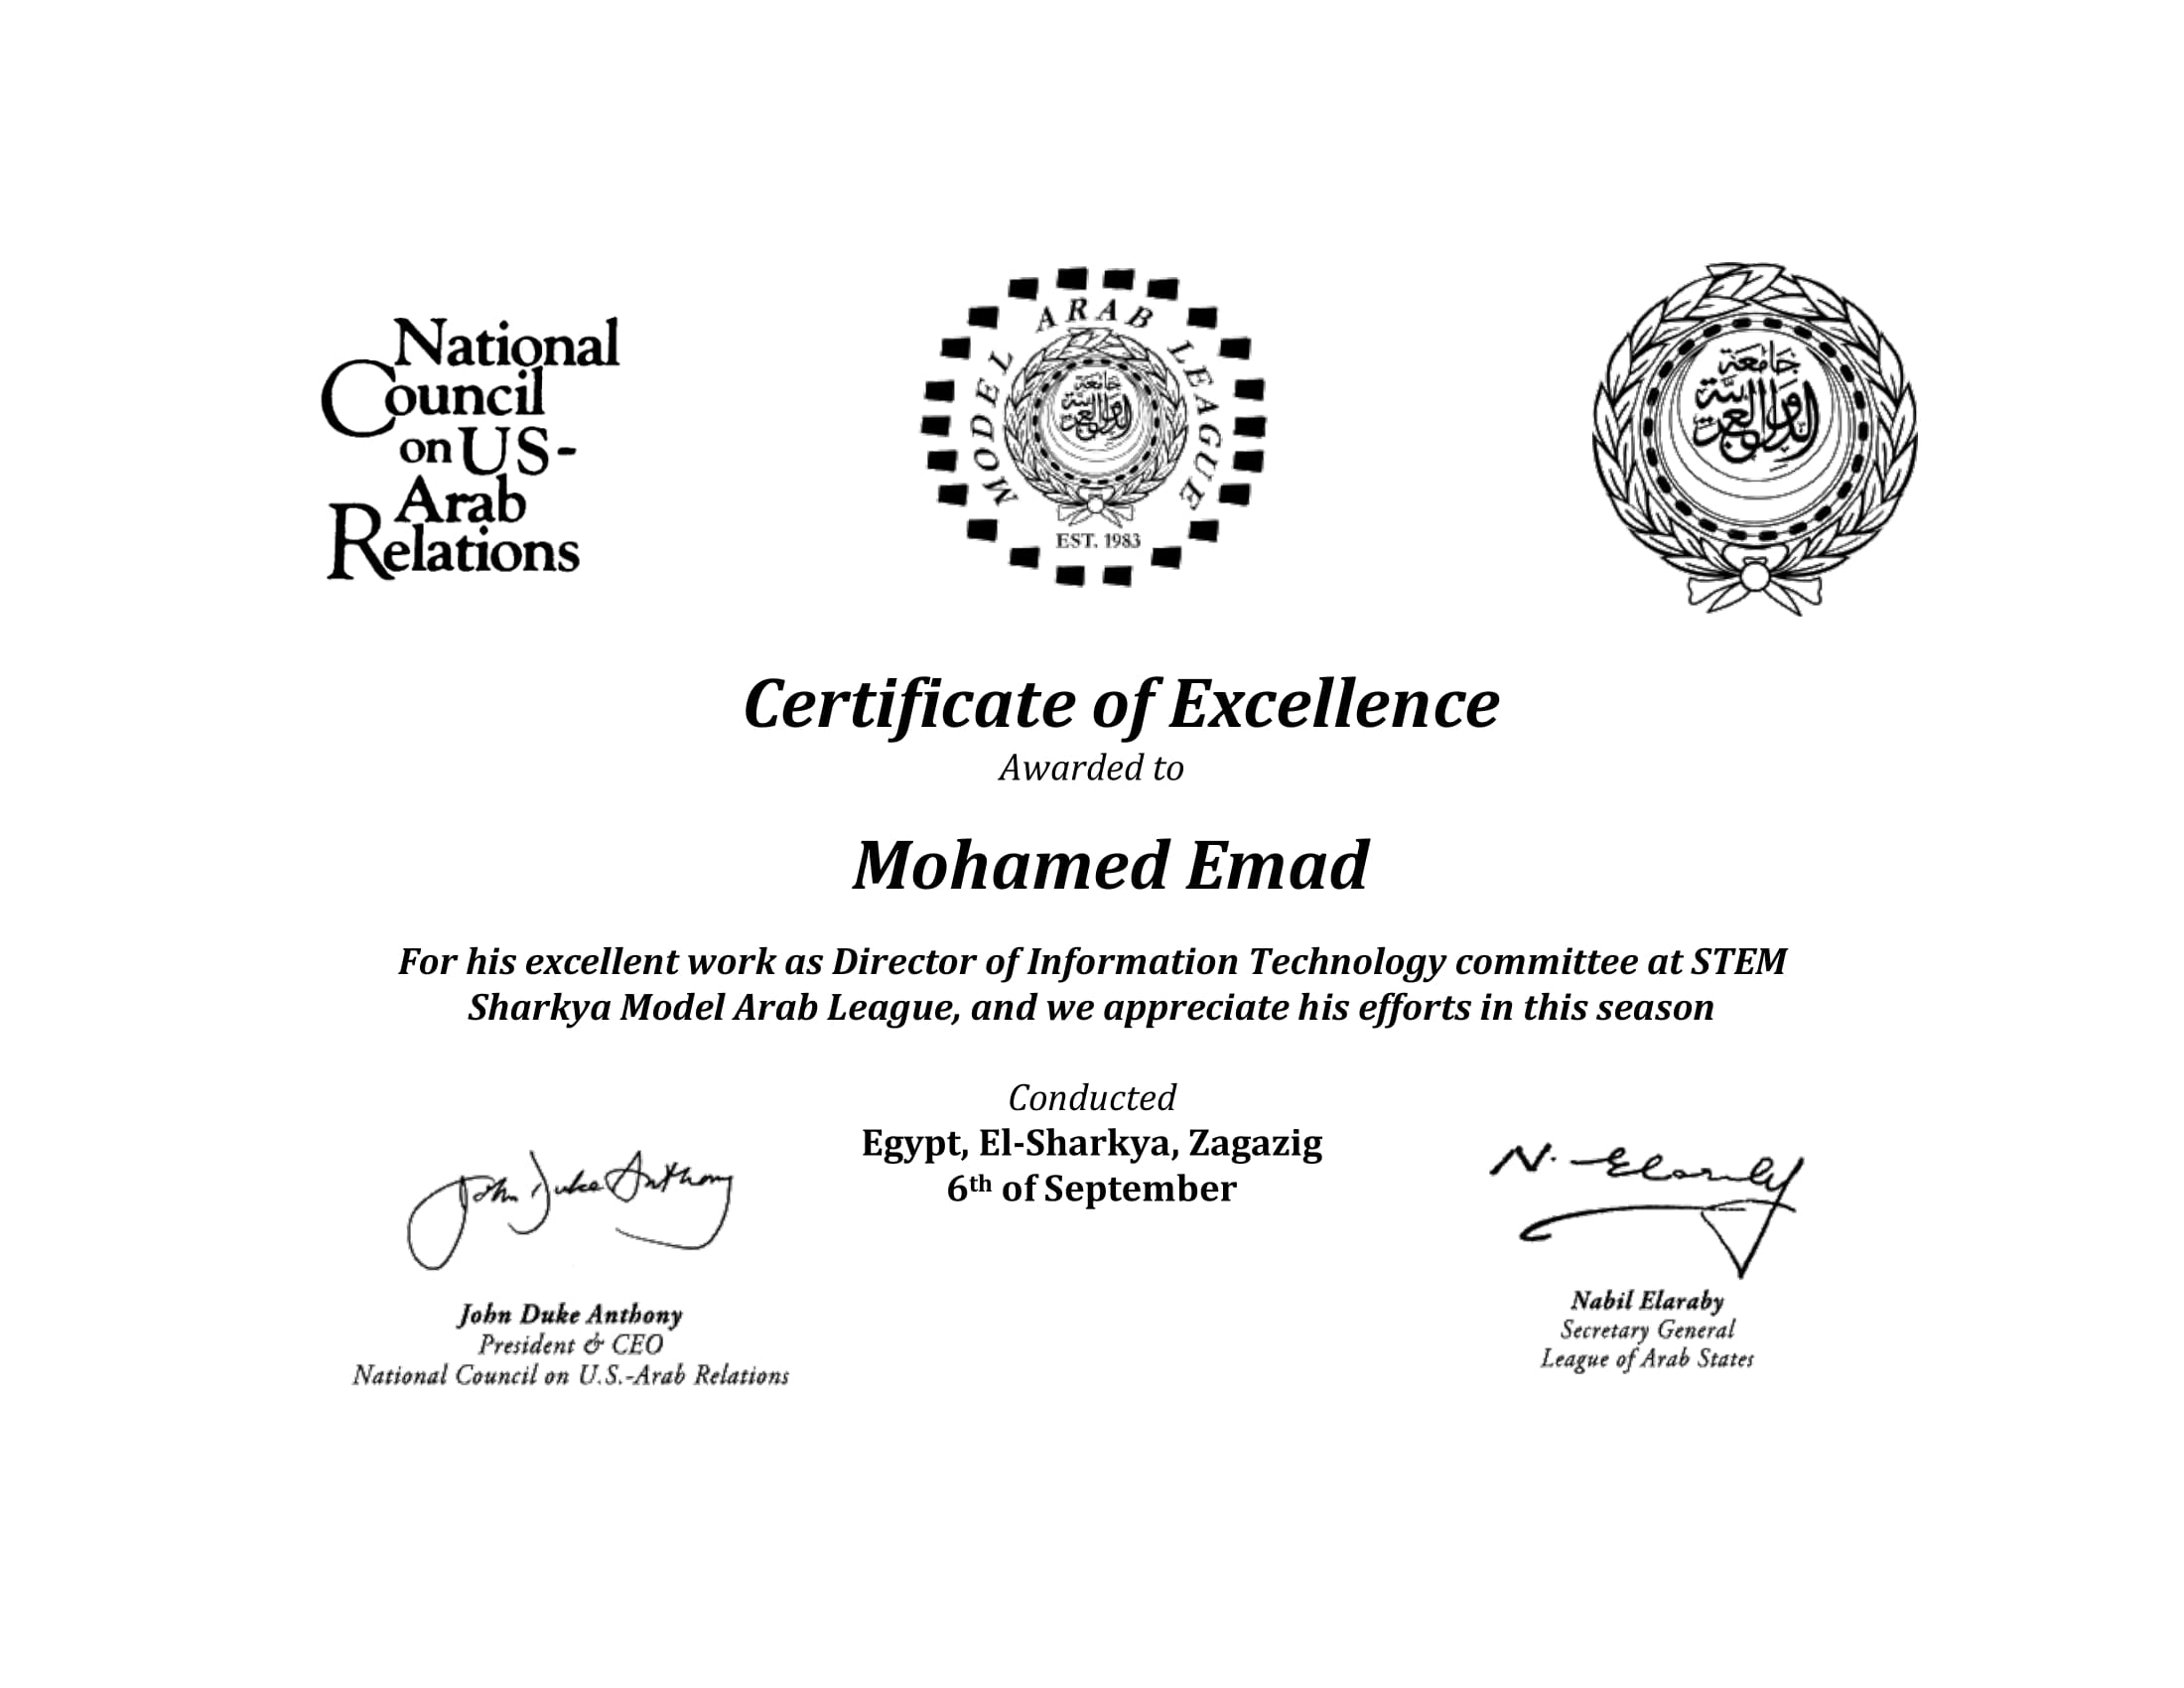 National
Council
on US-
Arab
Relations
MODEL ARAB LEAGUE
جامعة
الدول العربية
EST. 1983
جامعة
الدول العربية
Certificate of Excellence
Awarded to
Mohamed Emad
For his excellent work as Director of Information Technology committee at STEM
Sharkya Model Arab League, and we appreciate his efforts in this season
Conducted
Egypt, El-Sharkya, Zagazig
6th of September
John Duke Anthony
N. Elaraby
John Duke Anthony
President & CEO
National Council on U.S.-Arab Relations
Nabil Elaraby
Secretary General
League of Arab States